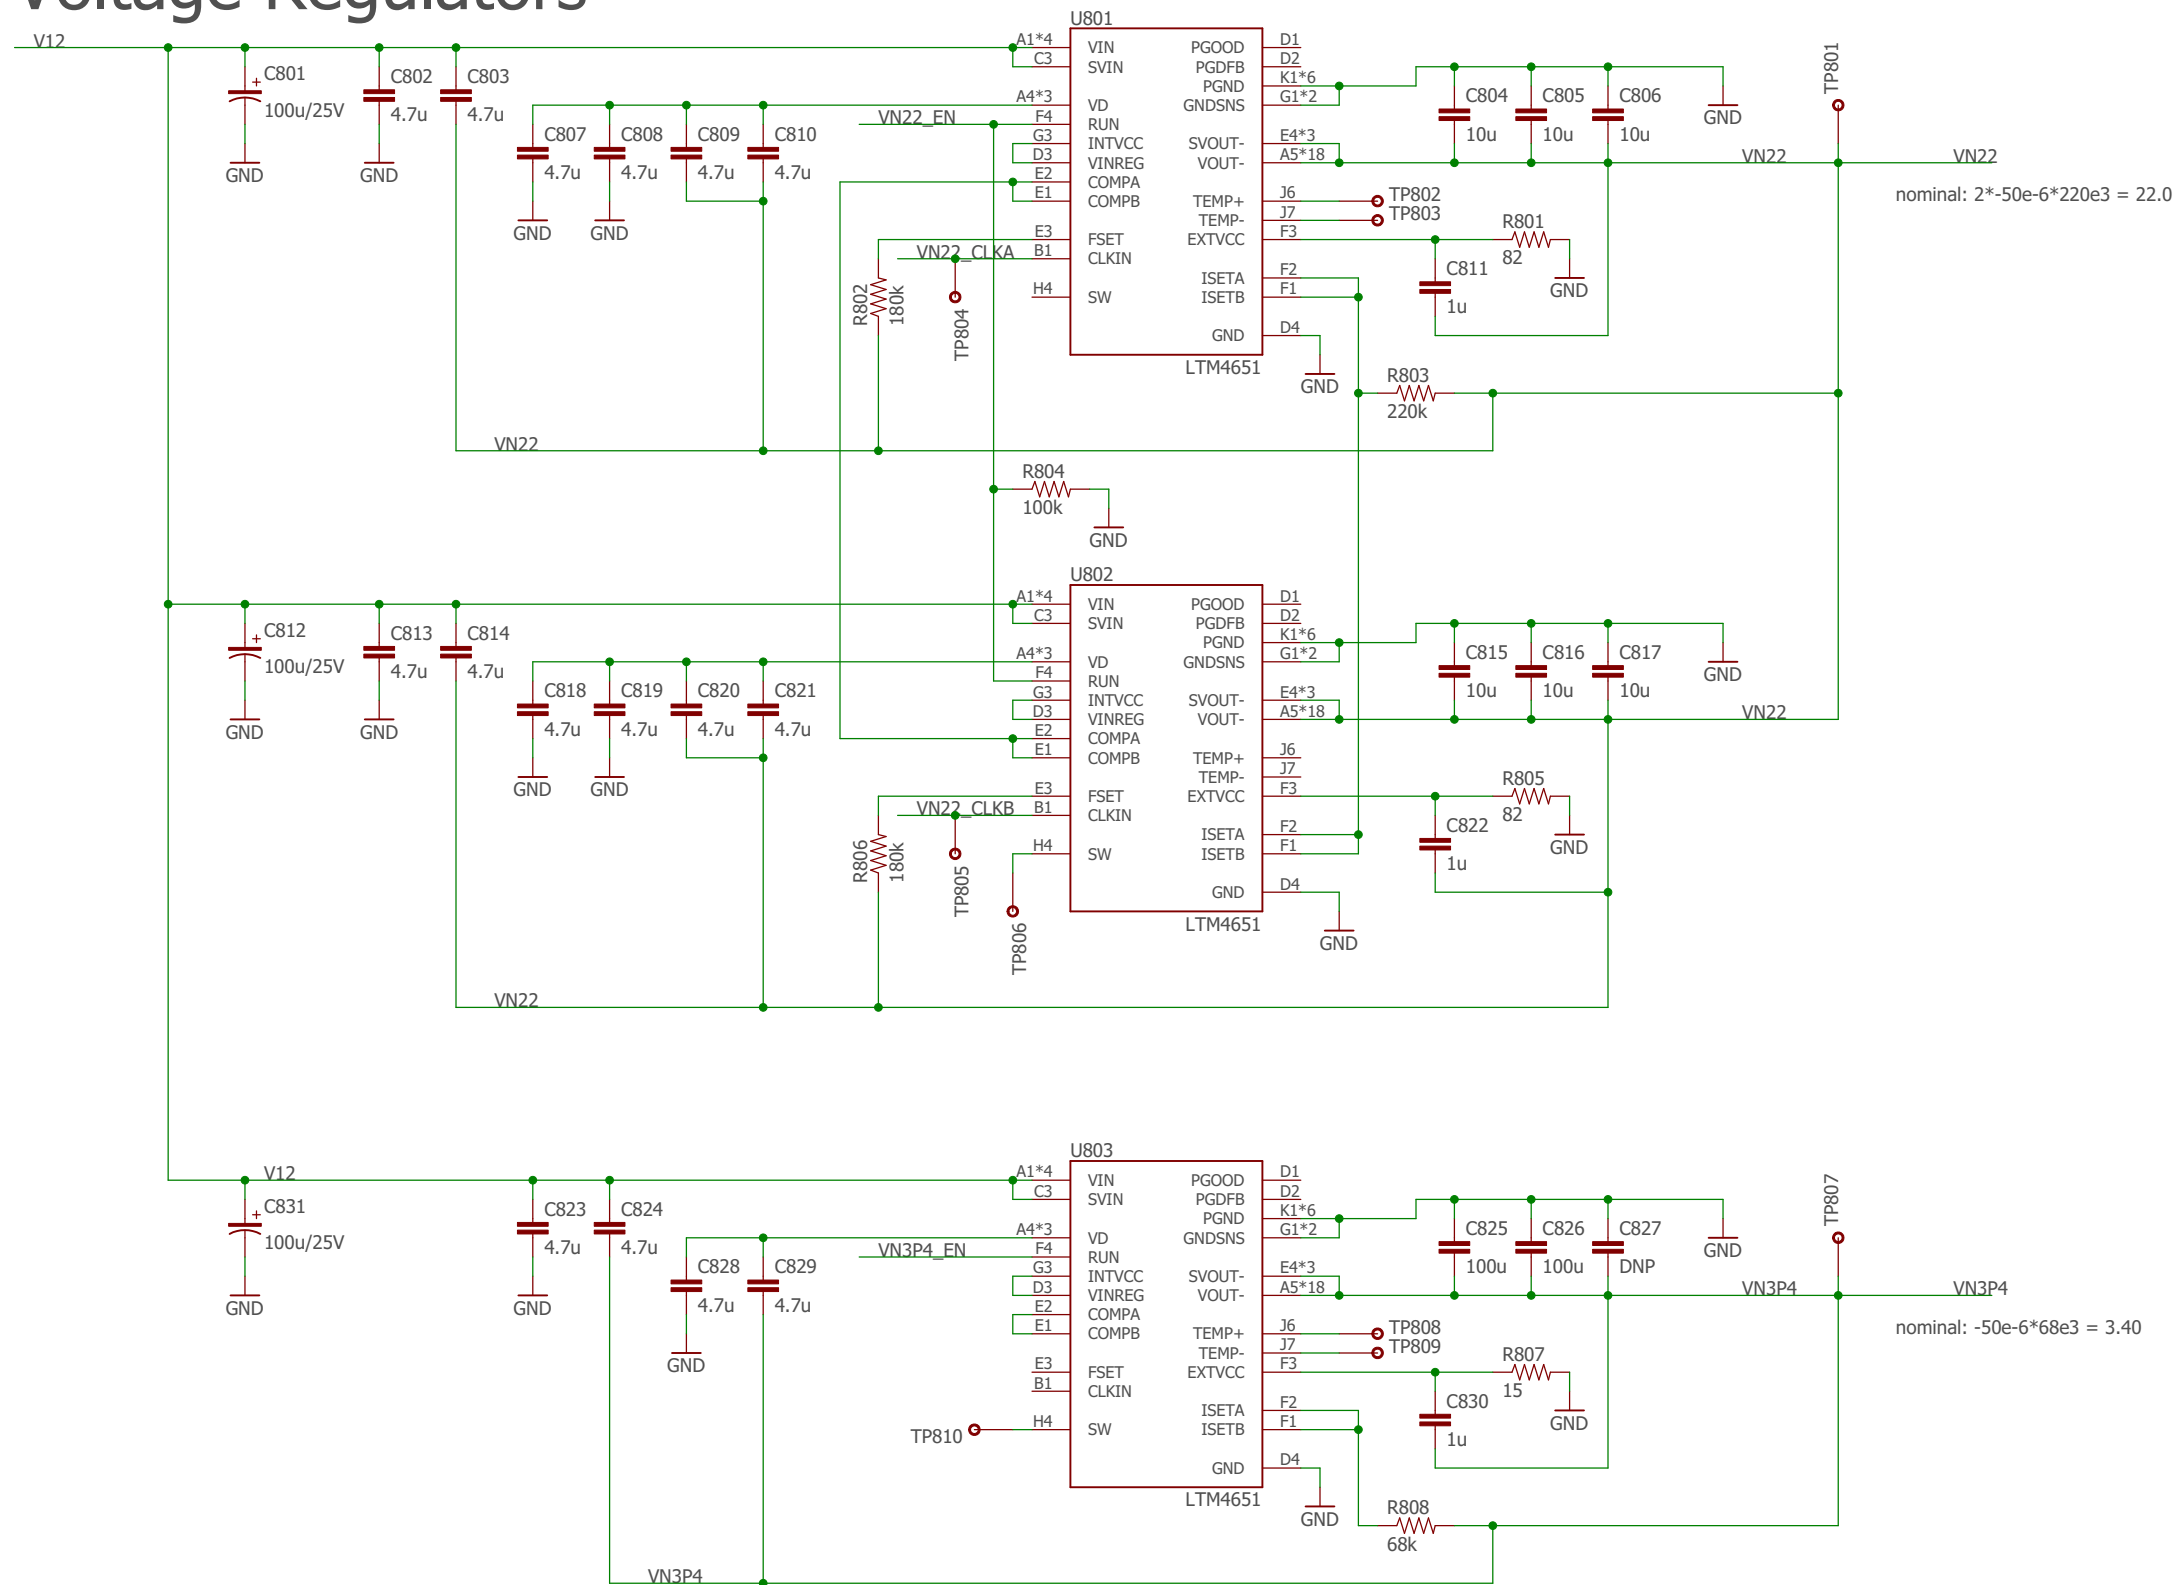 Voltage Regulators
V12
C801
100u/25V
GND
C802
4.7u
GND
C803
4.7u
C807
4.7u
GND
C808
4.7u
GND
C809
4.7u
C810
4.7u
VN22_EN
VN22_CLKA
R802
180k
TP804
VN22
U801
A1*4 VIN
C3 SVIN
A4*3 VD
F4 RUN
G3 INTVCC
D3 VINREG
E2 COMPA
E1 COMPB
E3 FSET
B1 CLKIN
H4 SW
PGOOD D1
PGDFB D2
PGND K1*6
GNDSNS G1*2
SVOUT- E4*3
VOUT- A5*18
TEMP+ J6
TEMP- J7
EXTVCC F3
ISETA F2
ISETB F1
GND D4
LTM4651
GND
TP802
TP803
C804
10u
C805
10u
C806
10u
GND
TP801
VN22
VN22
nominal: 2*-50e-6*220e3 = 22.0
R801
82
GND
C811
1u
R803
220k
R804
100k
GND
C812
100u/25V
GND
C813
4.7u
GND
C814
4.7u
C818
4.7u
GND
C819
4.7u
GND
C820
4.7u
C821
4.7u
VN22_CLKB
R806
180k
TP805
TP806
VN22
U802
A1*4 VIN
C3 SVIN
A4*3 VD
F4 RUN
G3 INTVCC
D3 VINREG
E2 COMPA
E1 COMPB
E3 FSET
B1 CLKIN
H4 SW
PGOOD D1
PGDFB D2
PGND K1*6
GNDSNS G1*2
SVOUT- E4*3
VOUT- A5*18
TEMP+ J6
TEMP- J7
EXTVCC F3
ISETA F2
ISETB F1
GND D4
LTM4651
GND
C815
10u
C816
10u
C817
10u
GND
VN22
R805
82
GND
C822
1u
V12
C831
100u/25V
GND
C823
4.7u
GND
C824
4.7u
C828
4.7u
GND
C829
4.7u
VN3P4_EN
TP810
VN3P4
U803
A1*4 VIN
C3 SVIN
A4*3 VD
F4 RUN
G3 INTVCC
D3 VINREG
E2 COMPA
E1 COMPB
E3 FSET
B1 CLKIN
H4 SW
PGOOD D1
PGDFB D2
PGND K1*6
GNDSNS G1*2
SVOUT- E4*3
VOUT- A5*18
TEMP+ J6
TEMP- J7
EXTVCC F3
ISETA F2
ISETB F1
GND D4
LTM4651
GND
TP808
TP809
C825
100u
C826
100u
C827
DNP
GND
TP807
VN3P4
VN3P4
nominal: -50e-6*68e3 = 3.40
R807
15
GND
C830
1u
R808
68k